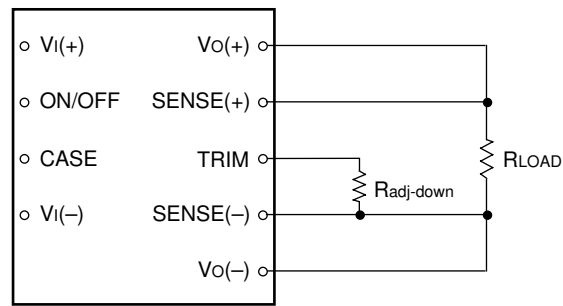 VI(+)
VO(+)
ON/OFF
SENSE(+)
CASE
TRIM
RLOAD
Radj-down
VI(–)
SENSE(–)
VO(–)